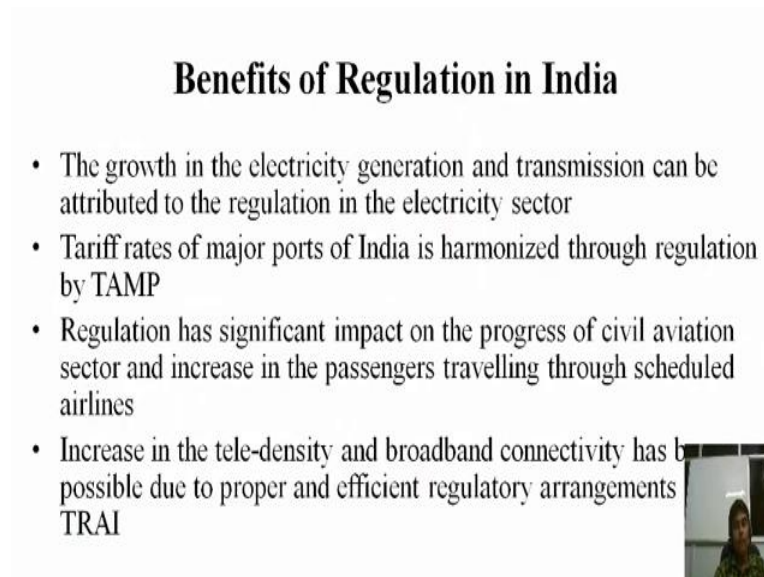 Benefits of Regulation in India
• The growth in the electricity generation and transmission can be
attributed to the regulation in the electricity sector
• Tariff rates of major ports of India is harmonized through regulation
by TAMP
• Regulation has significant impact on the progress of civil aviation
sector and increase in the passengers travelling through scheduled
airlines
• Increase in the tele-density and broadband connectivity has
possible due to proper and efficient regulatory arrangements
TRAI